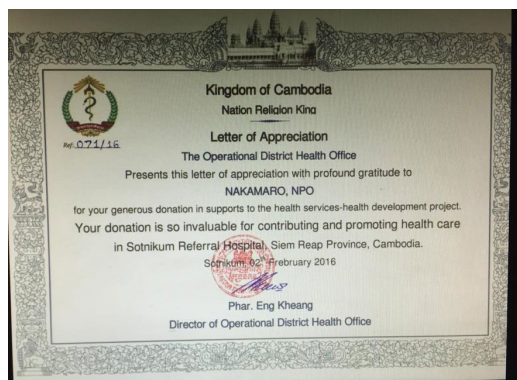 Kingdom of Cambodia
Nation Religion King
Ref: 071/16
Letter of Appreciation
The Operational District Health Office
Presents this letter of appreciation with profound gratitude to
NAKAMARO, NPO
for your generous donation in supports to the health services-health development project.
Your donation is so invaluable for contributing and promoting health care
in Sotnikum Referral Hospital, Siem Reap Province, Cambodia.
Sotnikum, 02nd Frebruary 2016
Phar. Eng Kheang
Director of Operational District Health Office